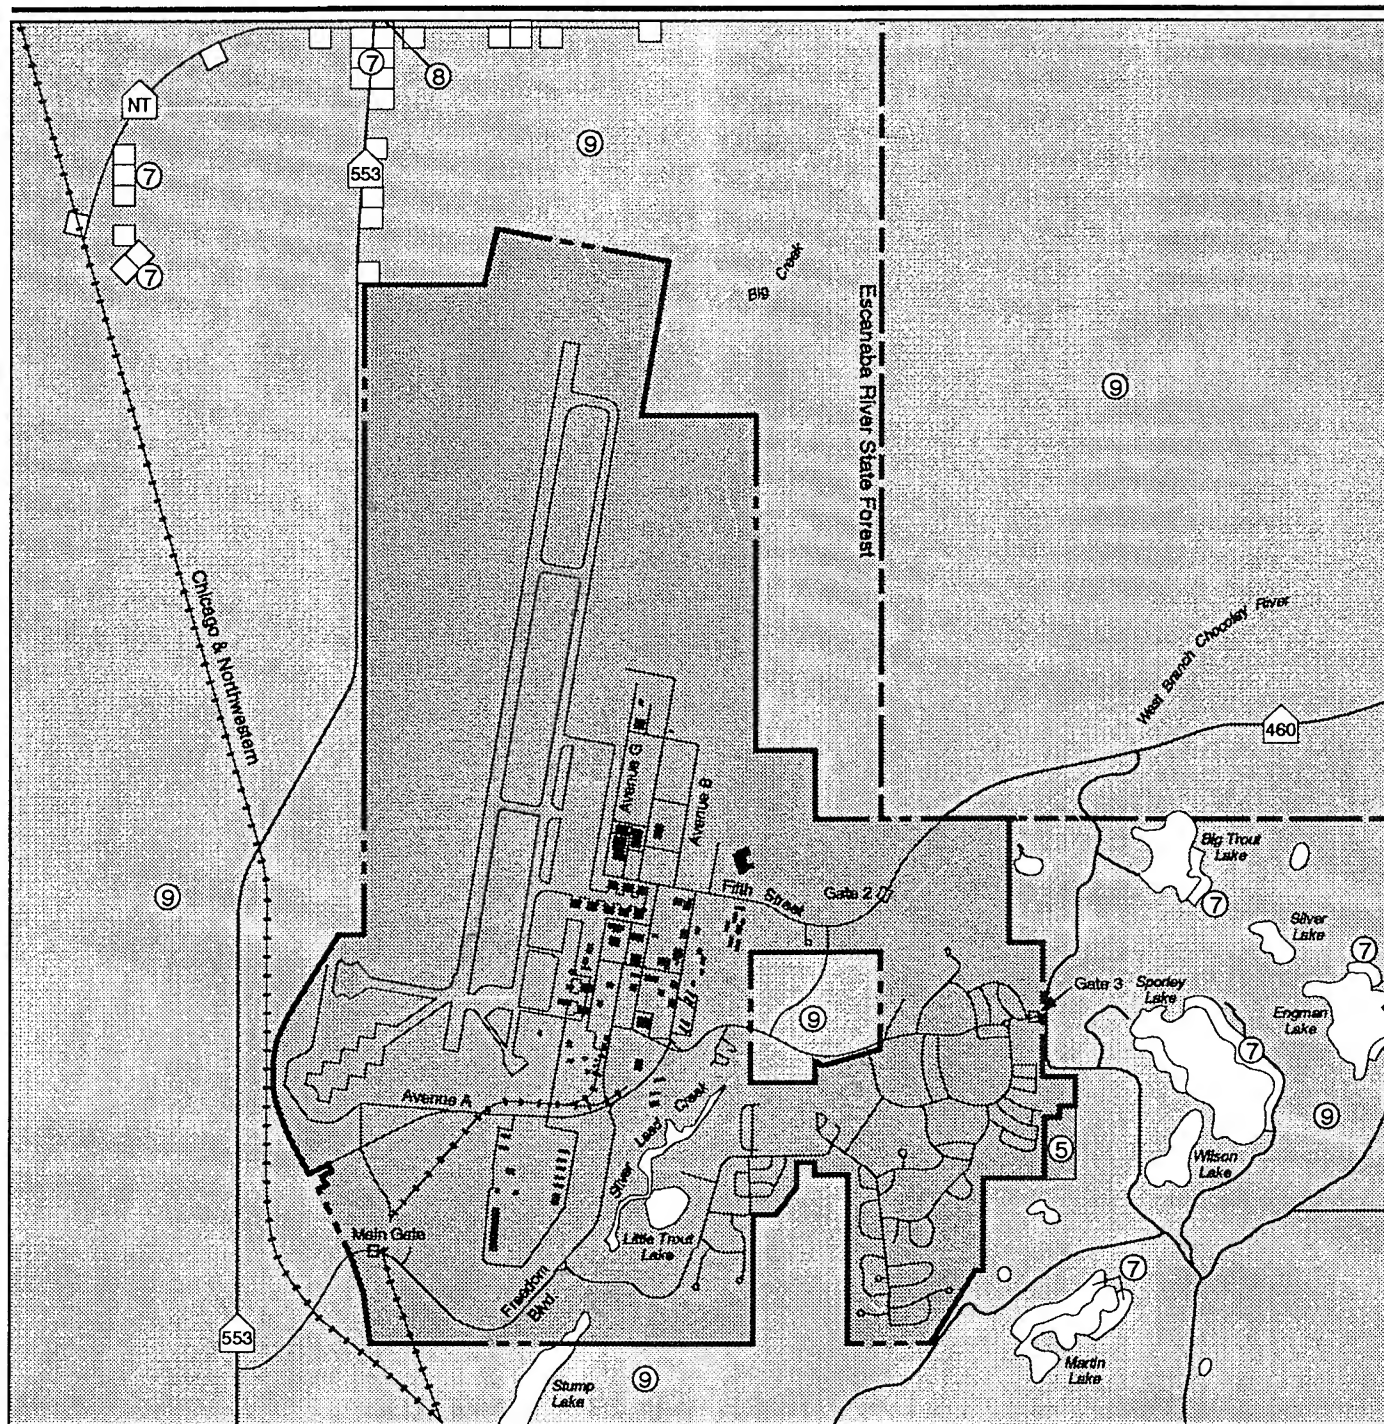 7
8
NT
9
7
553
7
Big Creek
Escanaba River State Forest
9
Chicago & Northwestern
West Branch Chocolay River
460
Avenue G
Avenue B
Big Trout
Lake
Fifth Street
Gate 2
9
7
Silver
Lake
7
Gate 3
Sporley
Lake
Engman
Lake
9
7
Avenue A
Silver Lead Creek
9
5
Wilson
Lake
Main Gate
Little Trout
Lake
Freedom
Blvd.
7
553
Martin
Lake
9
Stump
Lake